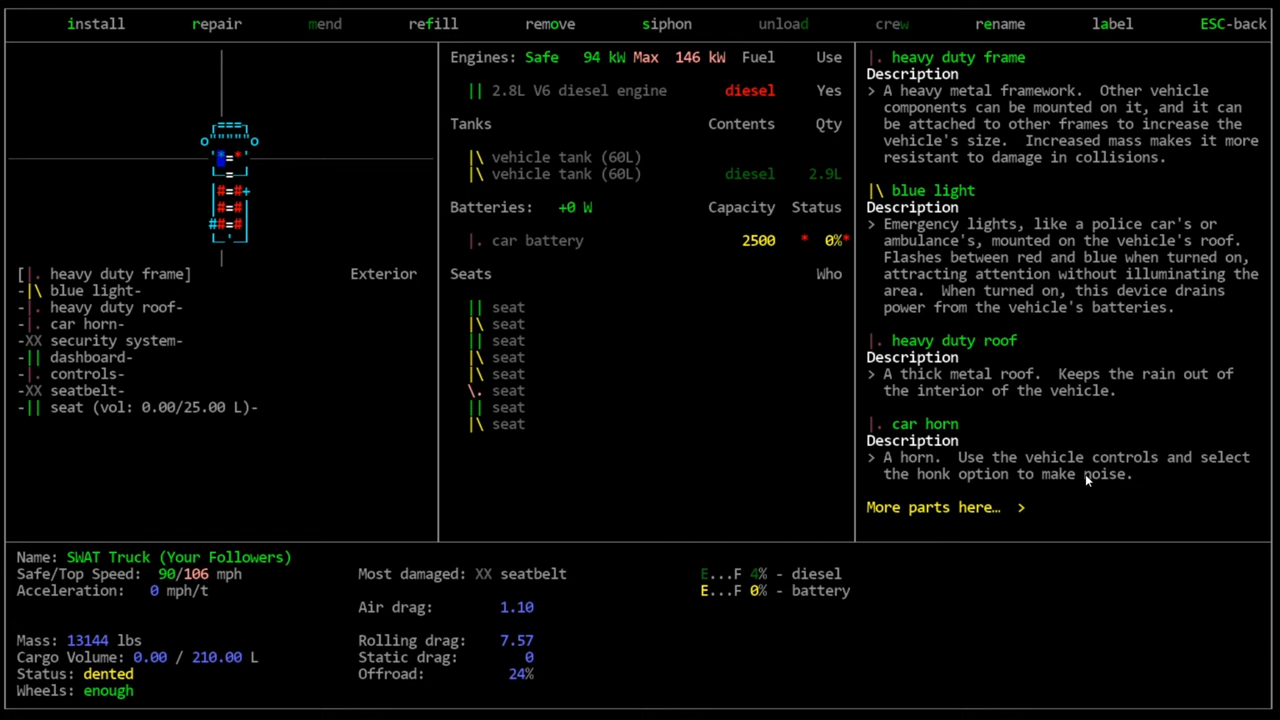 install repair mend refill remove siphon unload crew rename label ESC-back
Engines: Safe 94 kW Max 146 kW Fuel Use
|| 2.8L V6 diesel engine diesel Yes
Tanks Contents Qty
|\ vehicle tank (60L)
|\ vehicle tank (60L) diesel 2.9L
Batteries: +0 W Capacity Status
|. car battery 2500 * 0%*
Seats Who
|| seat
|\ seat
|| seat
|\ seat
|\ seat
\. seat
|| seat
|\ seat
[|. heavy duty frame] Exterior
-|\ blue light-
-|. heavy duty roof-
-|. car horn-
-XX security system-
-|| dashboard-
-|. controls-
-XX seatbelt-
-|| seat (vol: 0.00/25.00 L)-
|. heavy duty frame
Description
> A heavy metal framework. Other vehicle
components can be mounted on it, and it can
be attached to other frames to increase the
vehicle's size. Increased mass makes it more
resistant to damage in collisions.
|\ blue light
Description
> Emergency lights, like a police car's or
ambulance's, mounted on the vehicle's roof.
Flashes between red and blue when turned on,
attracting attention without illuminating the
area. When turned on, this device drains
power from the vehicle's batteries.
|. heavy duty roof
Description
> A thick metal roof. Keeps the rain out of
the interior of the vehicle.
|. car horn
Description
> A horn. Use the vehicle controls and select
the honk option to make noise.
More parts here… >
Name: SWAT Truck (Your Followers)
Safe/Top Speed: 90/106 mph
Acceleration: 0 mph/t
Mass: 13144 lbs
Cargo Volume: 0.00 / 210.00 L
Status: dented
Wheels: enough
Most damaged: XX seatbelt
Air drag: 1.10
Rolling drag: 7.57
Static drag: 0
Offroad: 24%
E...F 4% - diesel
E...F 0% - battery